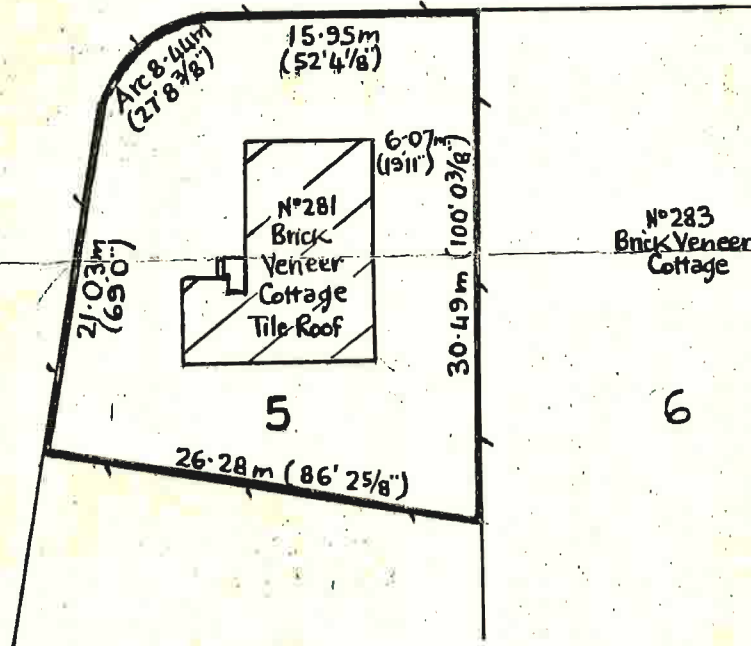 15·95m
(52'4⅛")
Arc 8·44m
(27'8⅜")
6·07m
(19'11")
30·49m (100'0⅜")
Nº281
Brick
Veneer
Cottage
Tile Roof
Nº283
Brick Veneer
Cottage
21·03m
(69'0")
5
6
26·28m (86'2⅝")